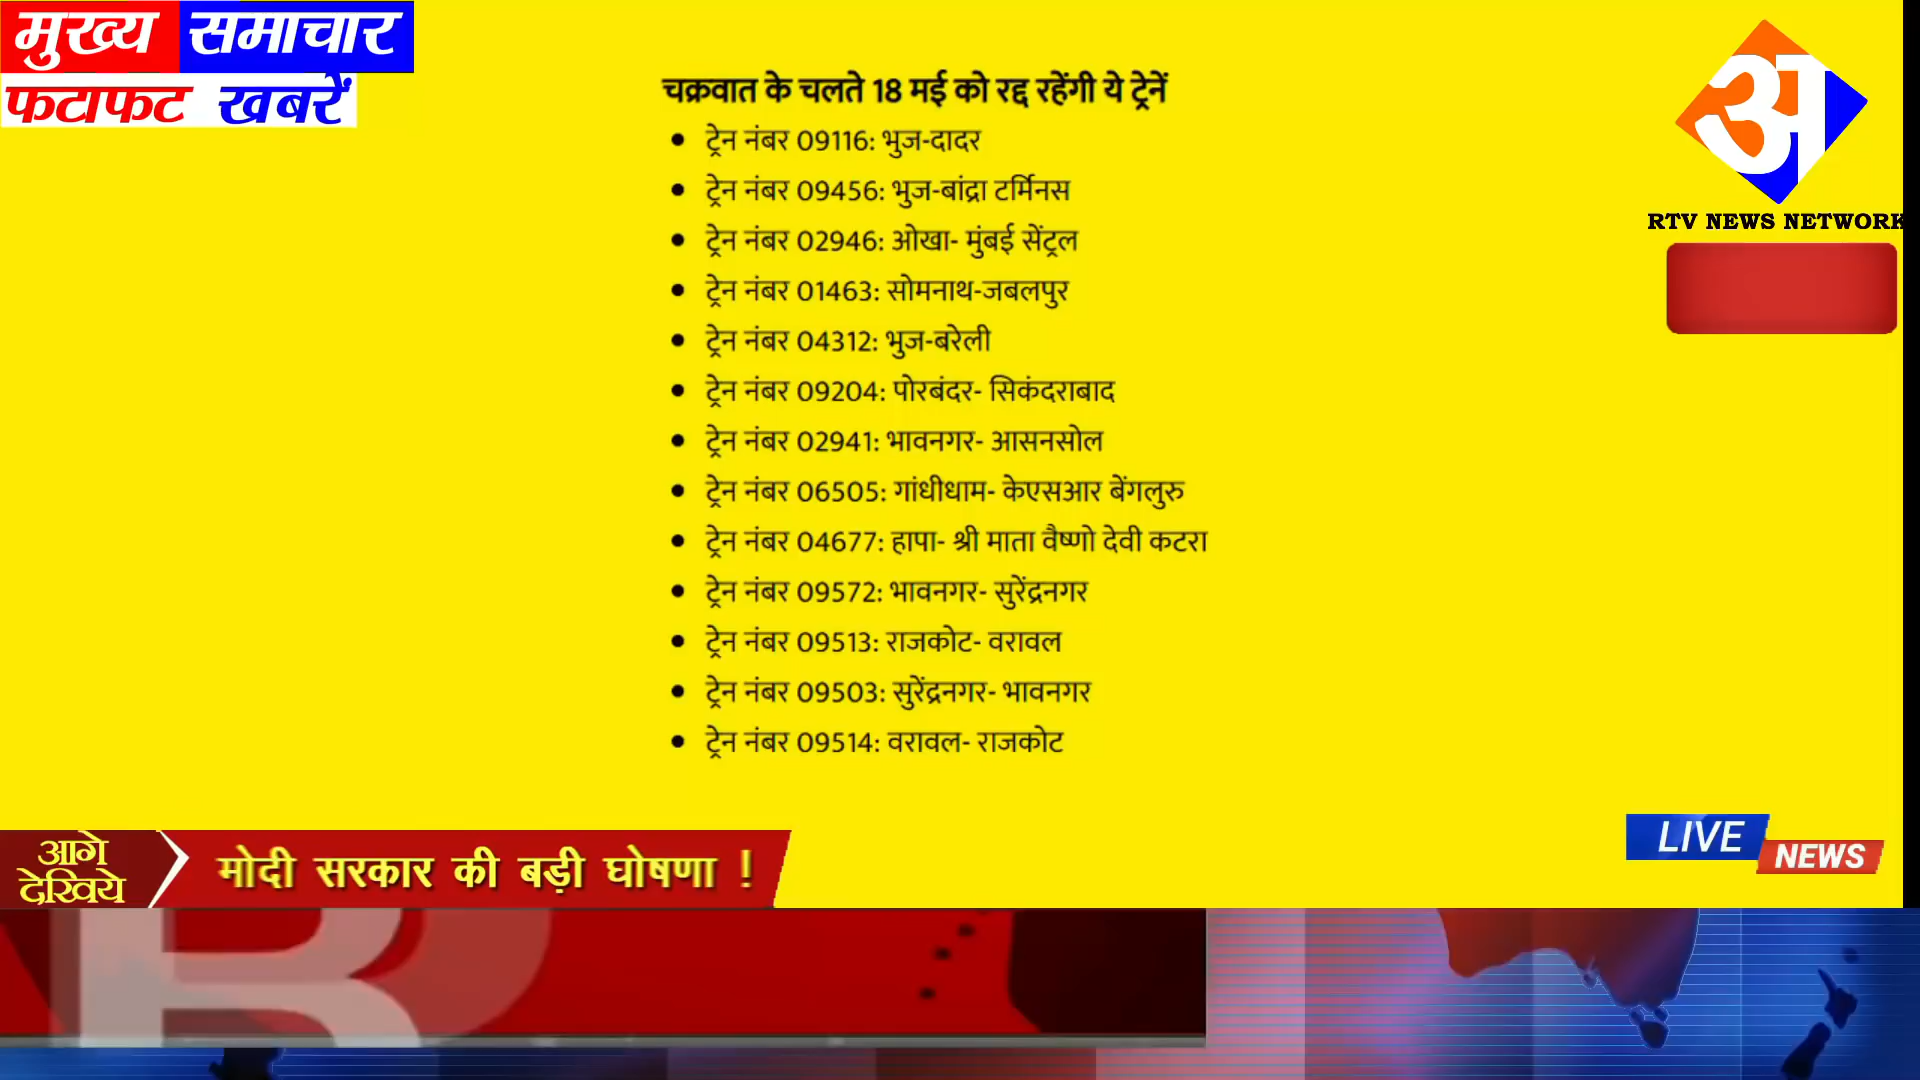 मुख्य समाचार
फटाफट खबरें
चक्रवात के चलते 18 मई को रद्द रहेंगी ये ट्रेनें
• ट्रेन नंबर 09116: भुज-दादर
• ट्रेन नंबर 09456: भुज-बांद्रा टर्मिनस
• ट्रेन नंबर 02946: ओखा- मुंबई सेंट्रल
• ट्रेन नंबर 01463: सोमनाथ-जबलपुर
• ट्रेन नंबर 04312: भुज-बरेली
• ट्रेन नंबर 09204: पोरबंदर- सिकंदराबाद
• ट्रेन नंबर 02941: भावनगर- आसनसोल
• ट्रेन नंबर 06505: गांधीधाम- केएसआर बेंगलुरु
• ट्रेन नंबर 04677: हापा- श्री माता वैष्णो देवी कटरा
• ट्रेन नंबर 09572: भावनगर- सुरेंद्रनगर
• ट्रेन नंबर 09513: राजकोट- वरावल
• ट्रेन नंबर 09503: सुरेंद्रनगर- भावनगर
• ट्रेन नंबर 09514: वरावल- राजकोट
अ
RTV NEWS NETWORK
LIVE
NEWS
आगे
देखिये
मोदी सरकार की बड़ी घोषणा !